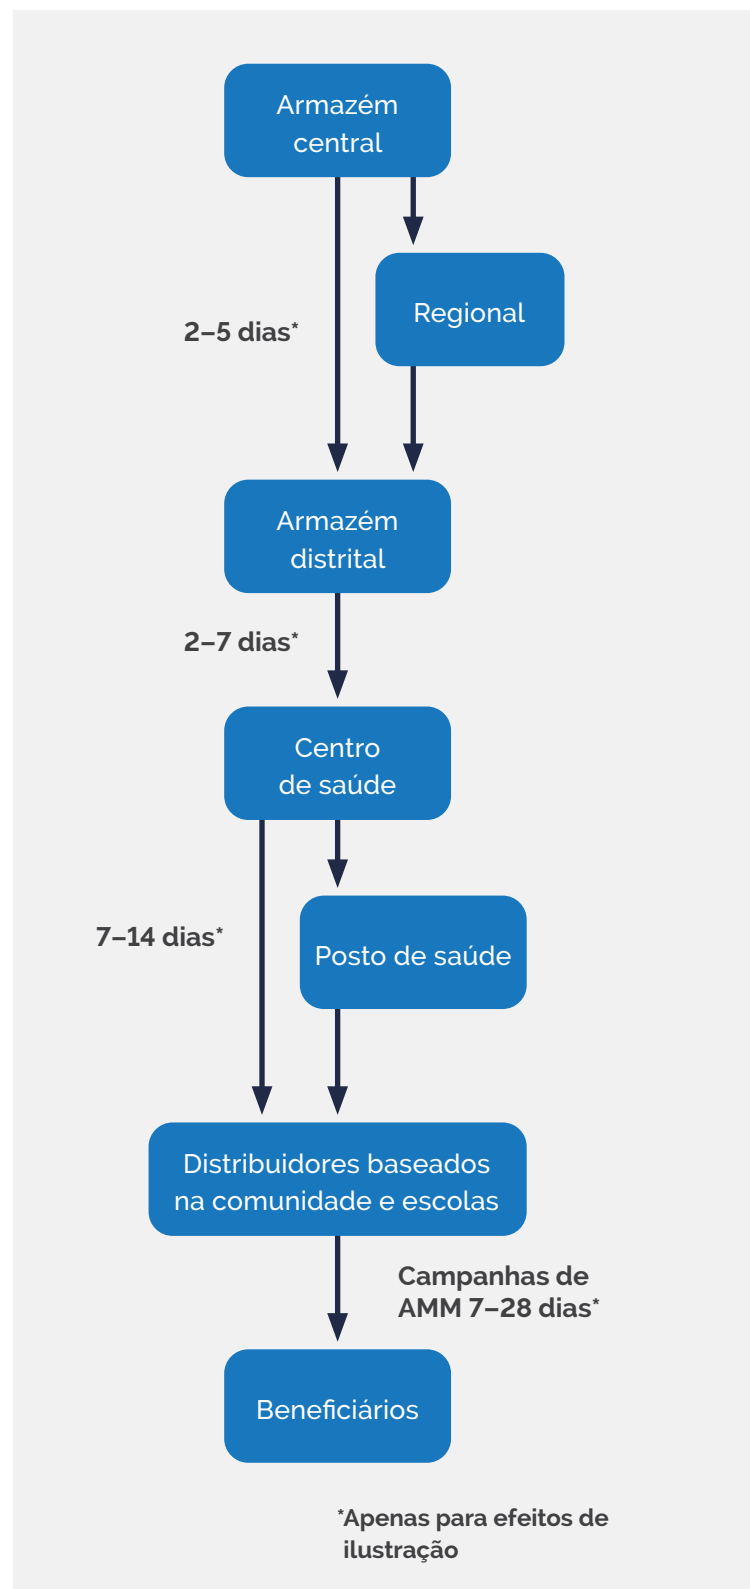 Armazém
central
Regional
2–5 dias*
Armazém
distrital
2–7 dias*
Centro
de saúde
7–14 dias*
Posto de saúde
Distribuidores baseados
na comunidade e escolas
Campanhas de
AMM 7–28 dias*
Beneficiários
*Apenas para efeitos de
ilustração